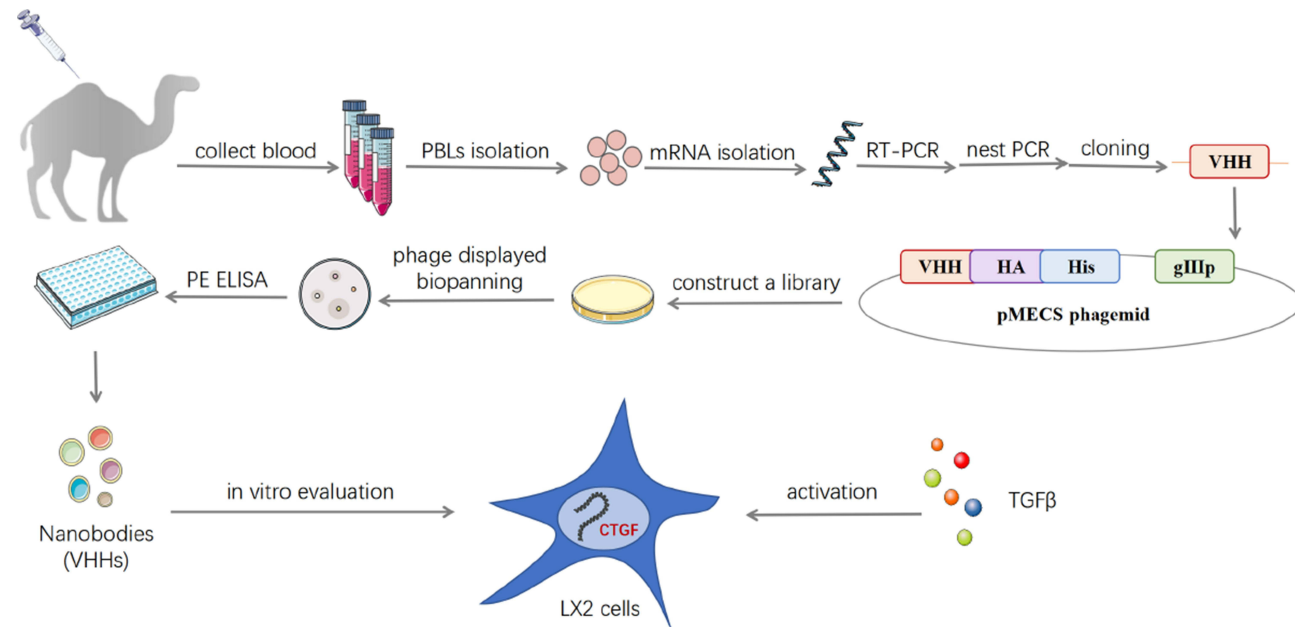 collect blood
PBLs isolation
mRNA isolation
RT-PCR
nest PCR
cloning
VHH
PE ELISA
phage displayed
biopanning
construct a library
VHH
HA
His
gIIIp
pMECS phagemid
Nanobodies
(VHHs)
in vitro evaluation
CTGF
LX2 cells
activation
TGFβ